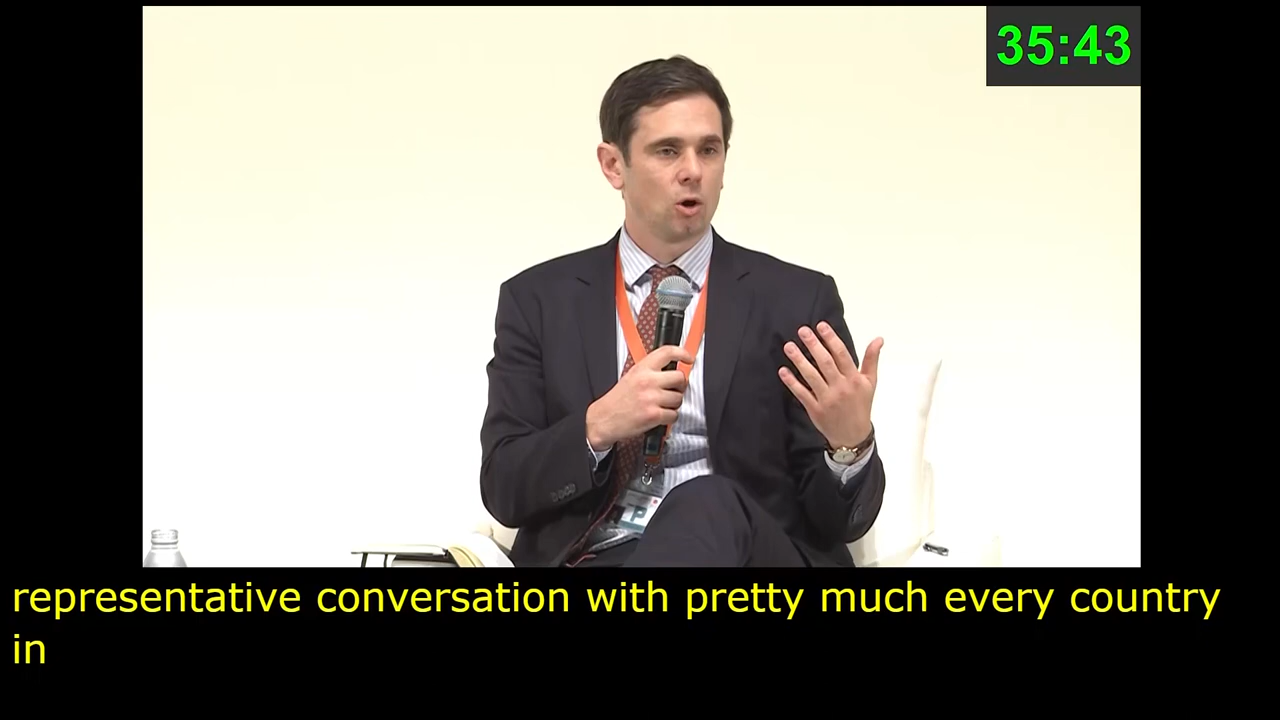 35:43
representative conversation with pretty much every country
in